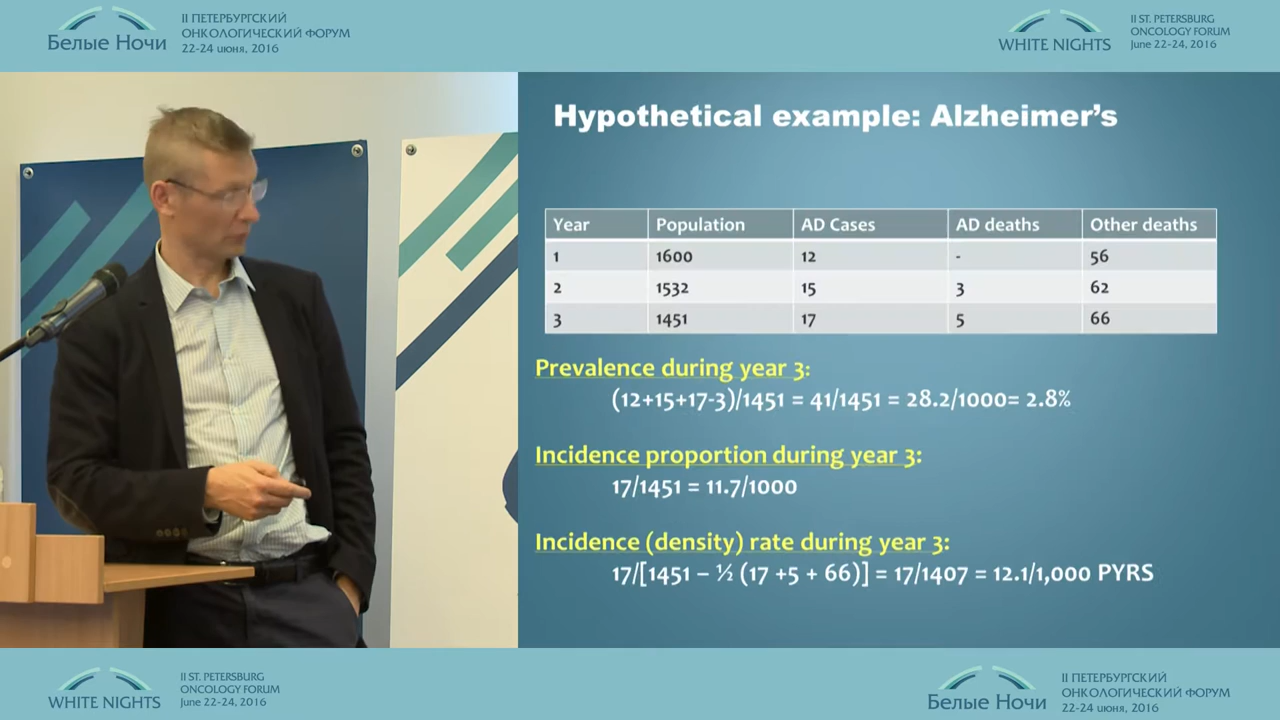 II ПЕТЕРБУРГСКИЙ
ОНКОЛОГИЧЕСКИЙ ФОРУМ
Белые Ночи
22-24 июня, 2016
II ST. PETERSBURG
ONCOLOGY FORUM
WHITE NIGHTS
June 22-24, 2016
Hypothetical example: Alzheimer's
Year Population AD Cases AD deaths Other deaths
1 1600 12 - 56
2 1532 15 3 62
3 1451 17 5 66
Prevalence during year 3:
(12+15+17-3)/1451 = 41/1451 = 28.2/1000= 2.8%
Incidence proportion during year 3:
17/1451 = 11.7/1000
Incidence (density) rate during year 3:
17/[1451 – ½ (17 +5 + 66)] = 17/1407 = 12.1/1,000 PYRS
II ST. PETERSBURG
ONCOLOGY FORUM
WHITE NIGHTS
June 22-24, 2016
II ПЕТЕРБУРГСКИЙ
ОНКОЛОГИЧЕСКИЙ ФОРУМ
Белые Ночи
22-24 июня, 2016